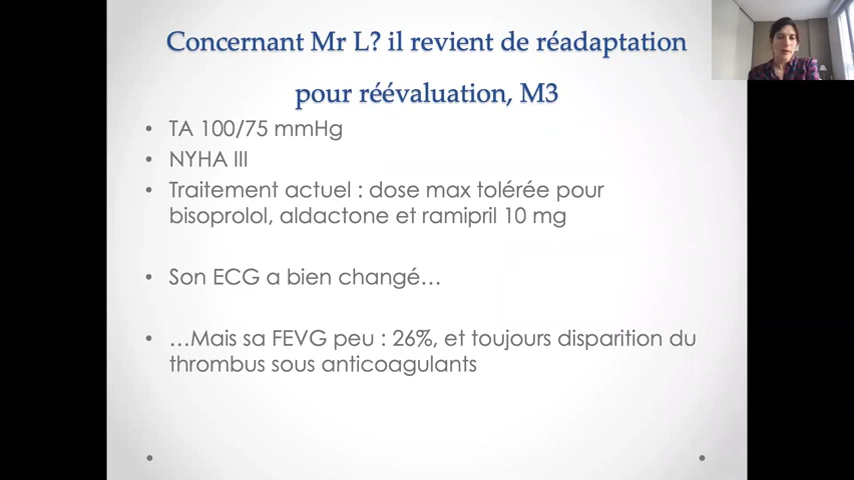 Concernant Mr L? il revient de réadaptation
pour réévaluation, M3
• TA 100/75 mmHg
• NYHA III
• Traitement actuel : dose max tolérée pour
bisoprolol, aldactone et ramipril 10 mg
• Son ECG a bien changé…
• …Mais sa FEVG peu : 26%, et toujours disparition du
thrombus sous anticoagulants